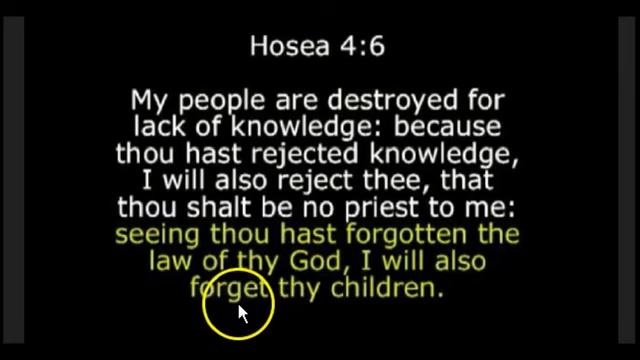 Hosea 4:6
My people are destroyed for
lack of knowledge: because
thou hast rejected knowledge,
I will also reject thee, that
thou shalt be no priest to me:
seeing thou hast forgotten the
law of thy God, I will also
forget thy children.